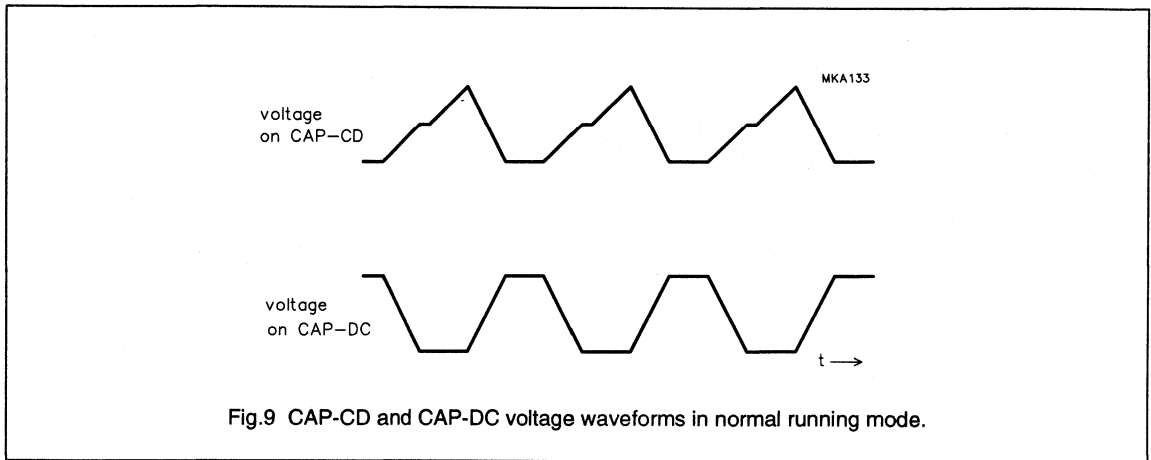 MKA133
voltage
on CAP–CD
voltage
on CAP–DC
t
Fig.9 CAP-CD and CAP-DC voltage waveforms in normal running mode.